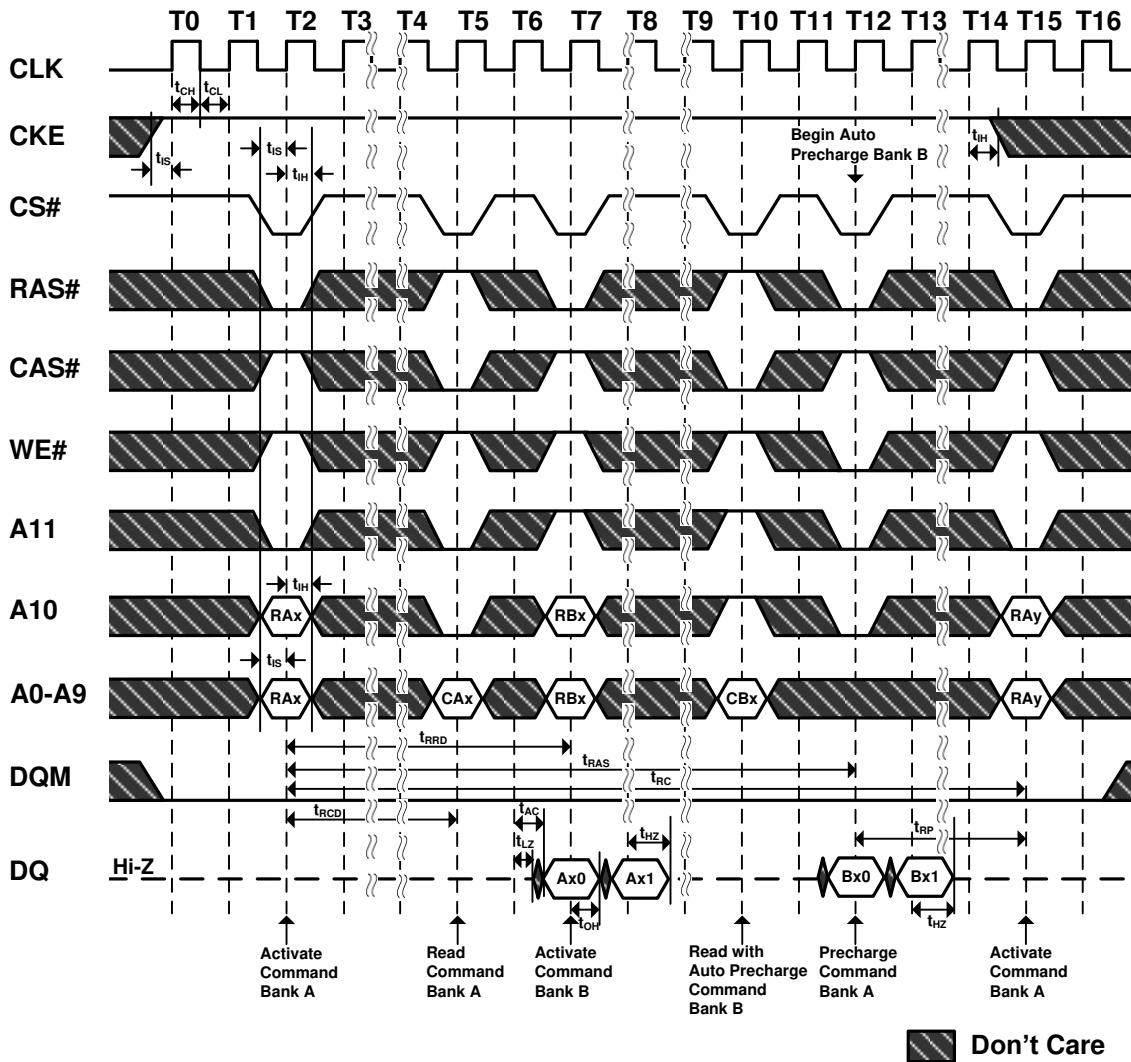 T0 T1 T2 T3 T4 T5 T6 T7 T8 T9 T10 T11 T12 T13 T14 T15 T16
CLK
tCH tCL
CKE
tIS
tIS
tIH
Begin Auto
Precharge Bank B
tIH
CS#
RAS#
CAS#
WE#
A11
tIH
A10
RAx RBx RAy
tIS
A0-A9
RAx CAx RBx CBx RAy
tRRD
tRAS
tRC
DQM
tRCD
tAC
tLZ
tHZ
tRP
DQ
Hi-Z
Ax0 Ax1 Bx0 Bx1
tOH
tHZ
Activate
Command
Bank A
Read
Command
Bank A
Activate
Command
Bank B
Read with
Auto Precharge
Command
Bank B
Precharge
Command
Bank A
Activate
Command
Bank A
Don't Care